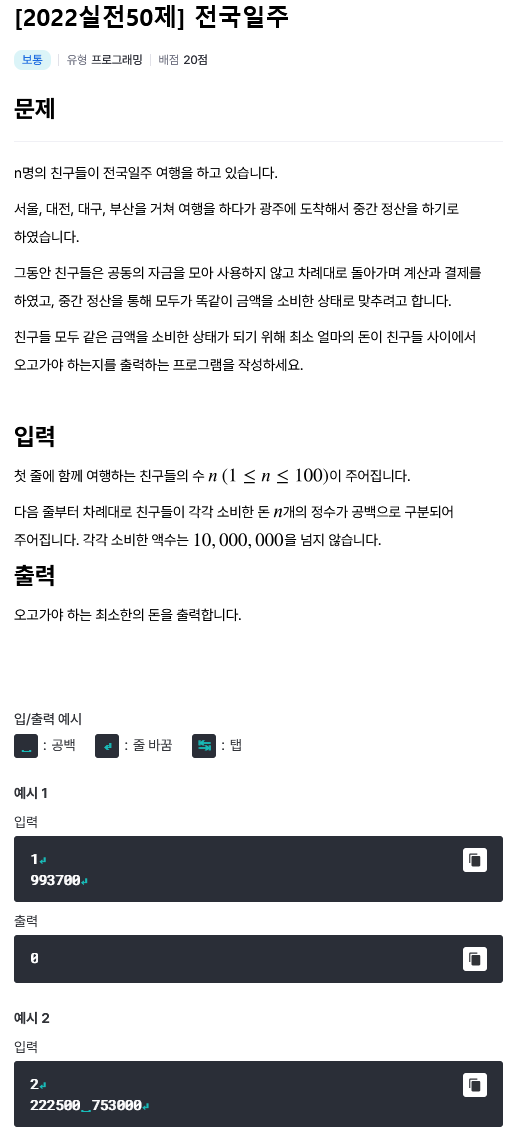 [2022실전50제] 전국일주
보통 | 유형 프로그래밍 | 배점 20점
문제
n명의 친구들이 전국일주 여행을 하고 있습니다.
서울, 대전, 대구, 부산을 거쳐 여행을 하다가 광주에 도착해서 중간 정산을 하기로
하였습니다.
그동안 친구들은 공동의 자금을 모아 사용하지 않고 차례대로 돌아가며 계산과 결제를
하였고, 중간 정산을 통해 모두가 똑같이 금액을 소비한 상태로 맞추려고 합니다.
친구들 모두 같은 금액을 소비한 상태가 되기 위해 최소 얼마의 돈이 친구들 사이에서
오고가야 하는지를 출력하는 프로그램을 작성하세요.
입력
첫 줄에 함께 여행하는 친구들의 수 n (1 ≤ n ≤ 100)이 주어집니다.
다음 줄부터 차례대로 친구들이 각각 소비한 돈 n개의 정수가 공백으로 구분되어
주어집니다. 각각 소비한 액수는 10,000,000을 넘지 않습니다.
출력
오고가야 하는 최소한의 돈을 출력합니다.
입/출력 예시
␣ : 공백 ↵ : 줄 바꿈 ↹ : 탭
예시 1
입력
1↵
993700↵
출력
0
예시 2
입력
2↵
222500␣753000↵